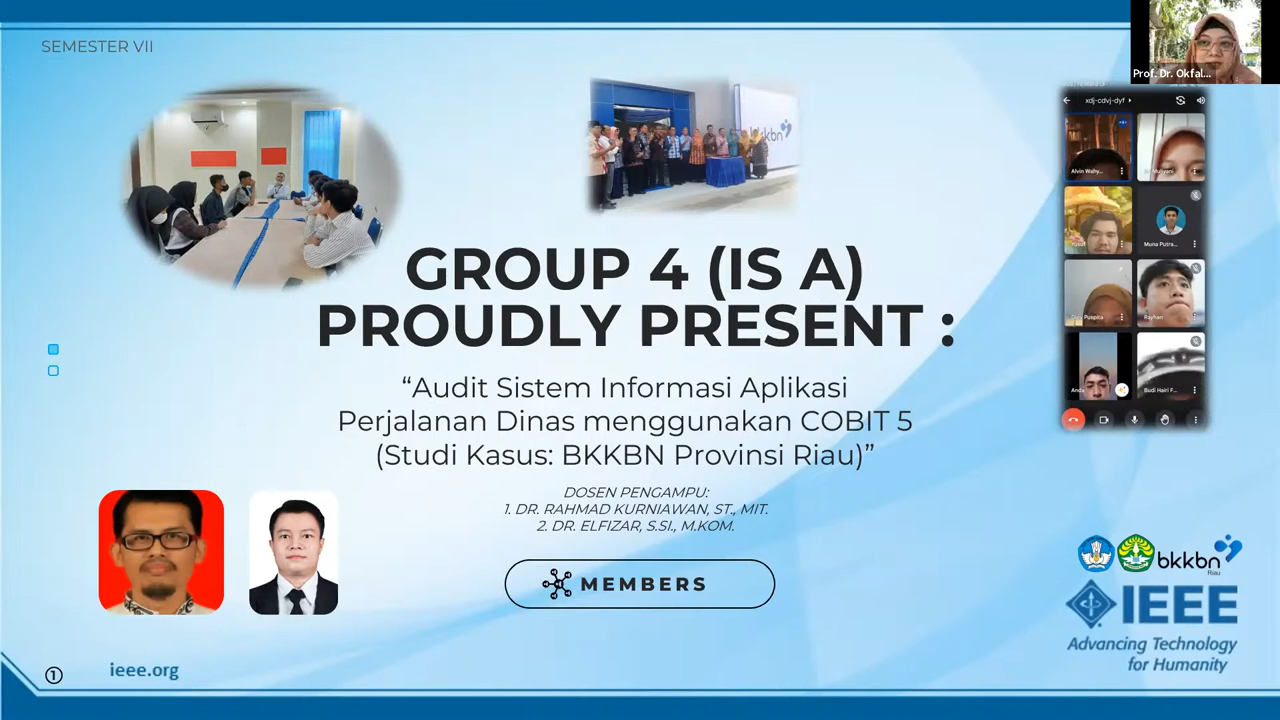 SEMESTER VII
Prof. Dr. Okfal...
xdj-cdvj-dyf
bkkbn
Alvin Wahy...
Yusuf
Muna Putra...
Puspita
Rayhan
Budi Hairi F...
GROUP 4 (IS A)
PROUDLY PRESENT :
“Audit Sistem Informasi Aplikasi
Perjalanan Dinas menggunakan COBIT 5
(Studi Kasus: BKKBN Provinsi Riau)”
DOSEN PENGAMPU:
1. DR. RAHMAD KURNIAWAN, ST., MIT.
2. DR. ELFIZAR, S.SI., M.KOM.
MEMBERS
bkkbn
Riau
IEEE
Advancing Technology
for Humanity
1
ieee.org